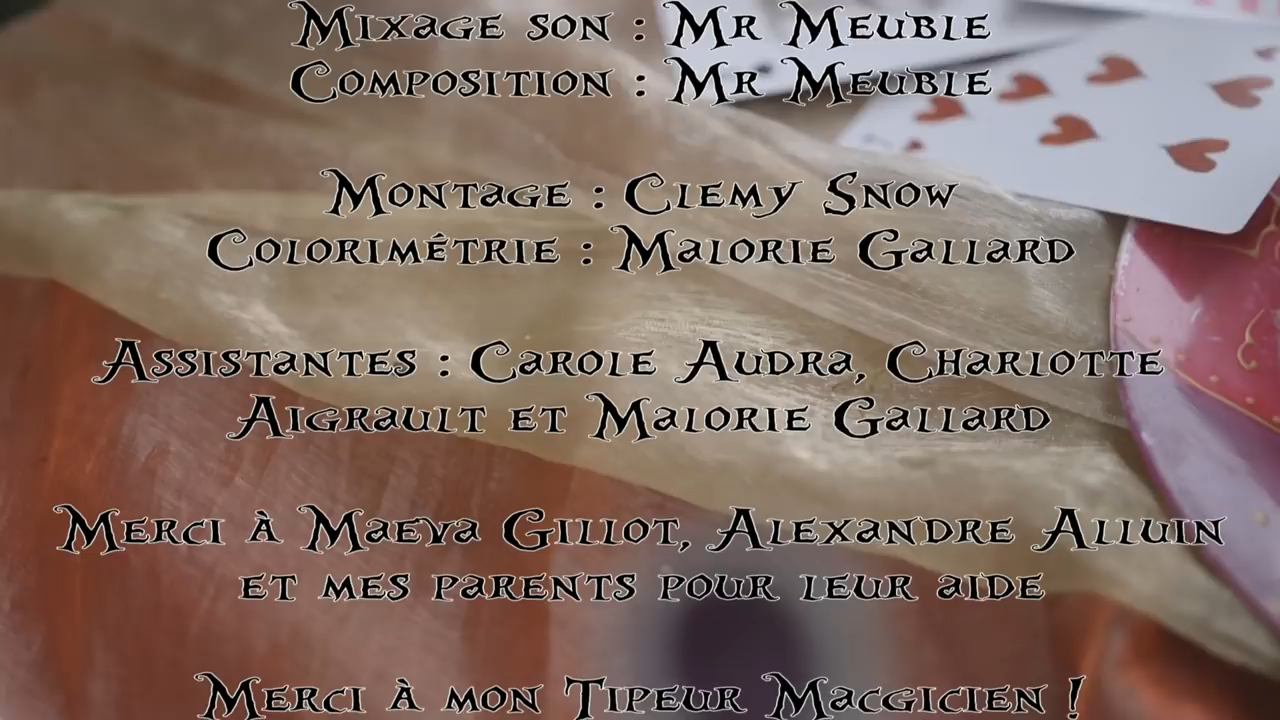 Mixage son : Mr Meuble
Composition : Mr Meuble
Montage : Clemy Snow
Colorimétrie : Malorie Gallard
Assistantes : Carole Audra, Charlotte
Aigrault et Malorie Gallard
Merci à Maeva Gillot, Alexandre Alluin
et mes parents pour leur aide
Merci à mon Tipeur Macgicien !